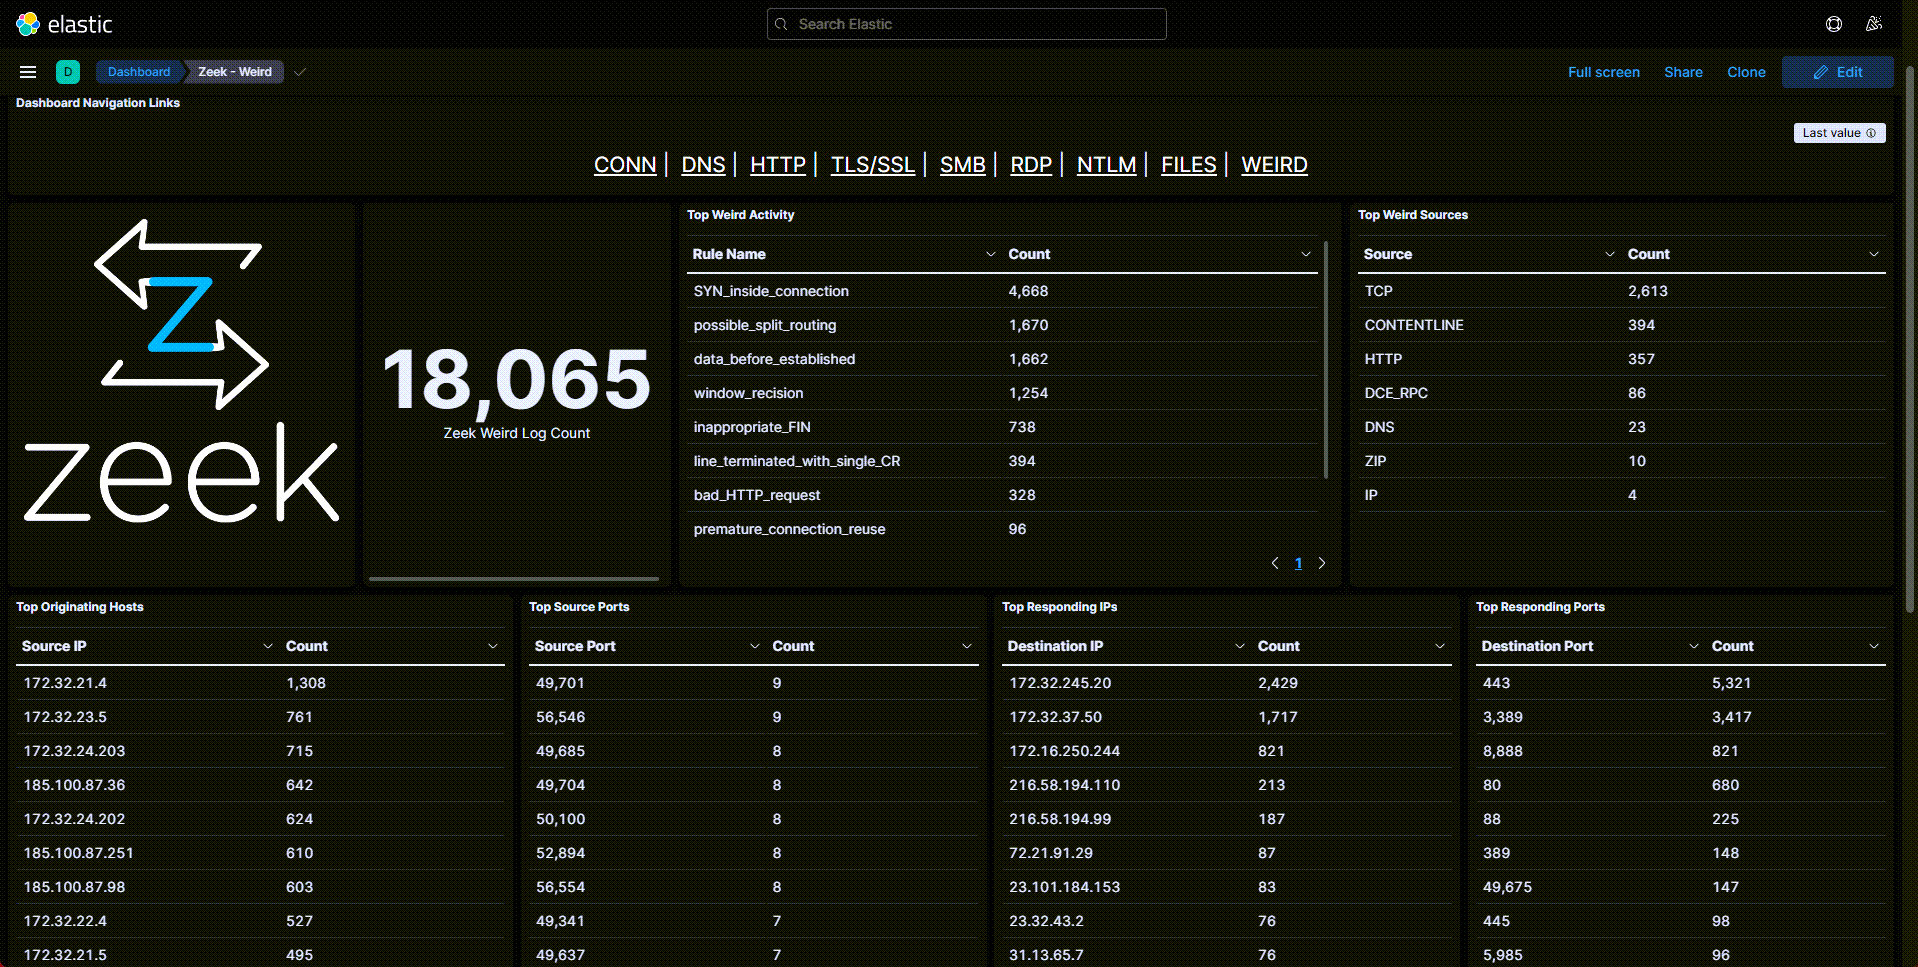 elastic
Search Elastic
D
Dashboard
Zeek - Weird
Full screen
Share
Clone
Edit
Dashboard Navigation Links
Last value
CONN | DNS | HTTP | TLS/SSL | SMB | RDP | NTLM | FILES | WEIRD
Z
zeek
18,065
Zeek Weird Log Count
Top Weird Activity
Rule Name Count
SYN_inside_connection 4,668
possible_split_routing 1,670
data_before_established 1,662
window_recision 1,254
inappropriate_FIN 738
line_terminated_with_single_CR 394
bad_HTTP_request 328
premature_connection_reuse 96
1
Top Weird Sources
Source Count
TCP 2,613
CONTENTLINE 394
HTTP 357
DCE_RPC 86
DNS 23
ZIP 10
IP 4
Top Originating Hosts
Source IP Count
172.32.21.4 1,308
172.32.23.5 761
172.32.24.203 715
185.100.87.36 642
172.32.24.202 624
185.100.87.251 610
185.100.87.98 603
172.32.22.4 527
172.32.21.5 495
Top Source Ports
Source Port Count
49,701 9
56,546 9
49,685 8
49,704 8
50,100 8
52,894 8
56,554 8
49,341 7
49,637 7
Top Responding IPs
Destination IP Count
172.32.245.20 2,429
172.32.37.50 1,717
172.16.250.244 821
216.58.194.110 213
216.58.194.99 187
72.21.91.29 87
23.101.184.153 83
23.32.43.2 76
31.13.65.7 76
Top Responding Ports
Destination Port Count
443 5,321
3,389 3,417
8,888 821
80 680
88 225
389 148
49,675 147
445 98
5,985 96